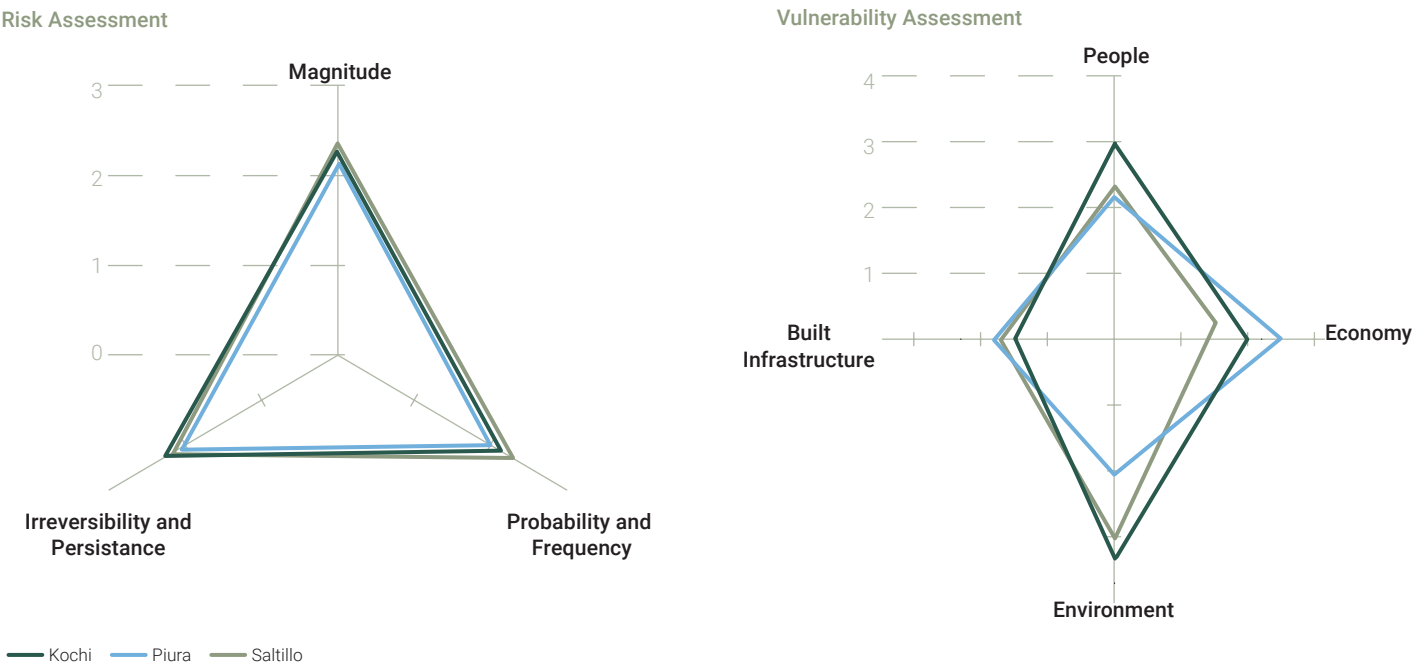 Risk Assessment
Magnitude
3
2
1
0
Irreversibility and
Persistance
Probability and
Frequency
Vulnerability Assessment
People
4
3
2
1
Built
Infrastructure
Economy
Environment
Kochi
Piura
Saltillo